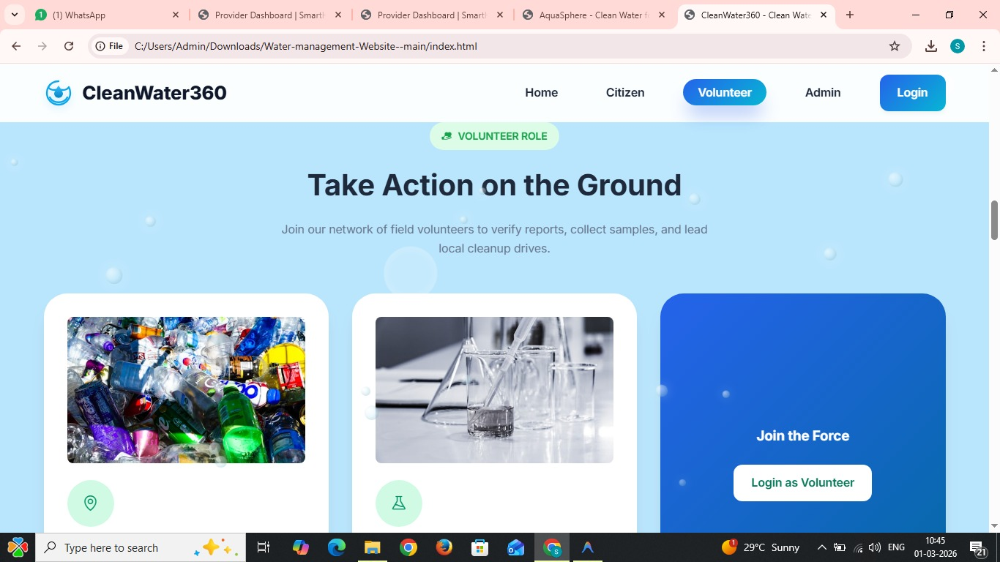 (1) WhatsApp
Provider Dashboard | Smart
Provider Dashboard | Smart
AquaSphere - Clean Water f
CleanWater360 - Clean Wate
File
C:/Users/Admin/Downloads/Water-management-Website--main/index.html
S
CleanWater360
Home
Citizen
Volunteer
Admin
Login
VOLUNTEER ROLE
Take Action on the Ground
Join our network of field volunteers to verify reports, collect samples, and lead
local cleanup drives.
Join the Force
Login as Volunteer
Type here to search
29°C Sunny
ENG
10:45
01-03-2026
21